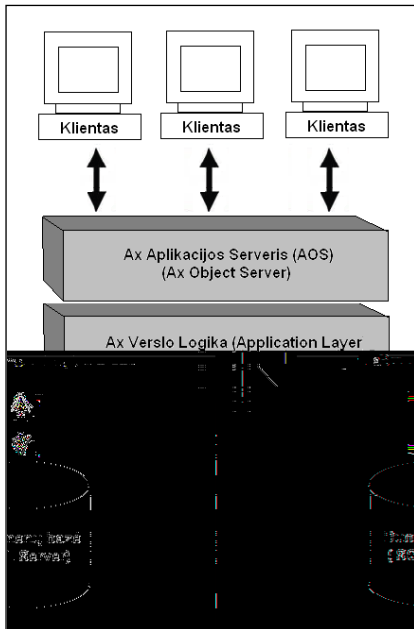 Klientas Klientas Klientas
Ax Aplikacijos Serveris (AOS)
(Ax Object Server)
Ax Verslo Logika (Application Layer